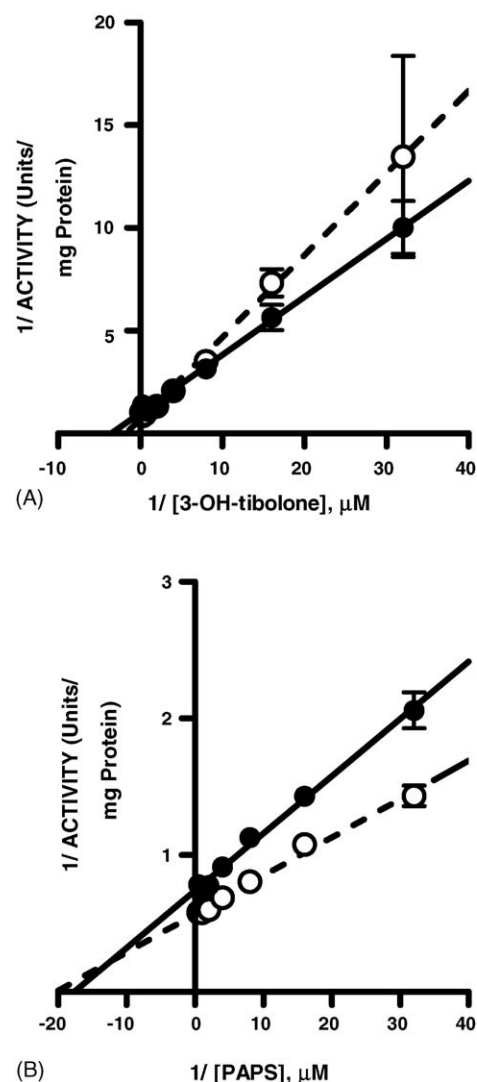 20
15
10
5
1/ ACTIVITY (Units/
mg Protein)
-10 0 10 20 30 40
(A)
1/ [3-OH-tibolone], μM
3
2
1
1/ ACTIVITY (Units/
mg Protein)
-20 -10 0 10 20 30 40
(B)
1/ [PAPS], μM